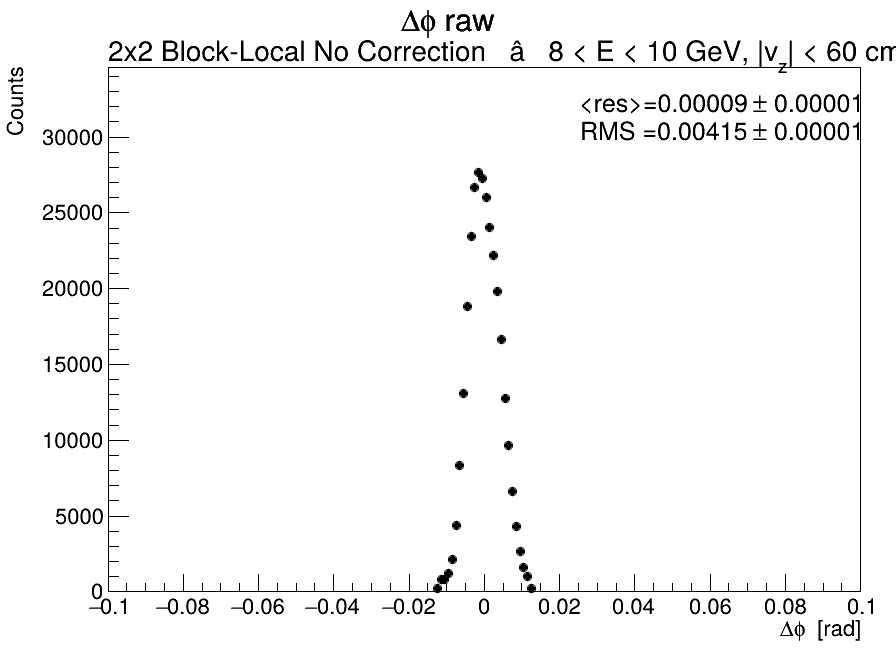 Δϕ raw
2x2 Block-Local No Correction â 8 < E < 10 GeV, |v_z| < 60 cm
Counts
<res>=0.00009 ± 0.00001
RMS =0.00415 ± 0.00001
30000
25000
20000
15000
10000
5000
0
−0.1 −0.08 −0.06 −0.04 −0.02 0 0.02 0.04 0.06 0.08 0.1
Δϕ [rad]